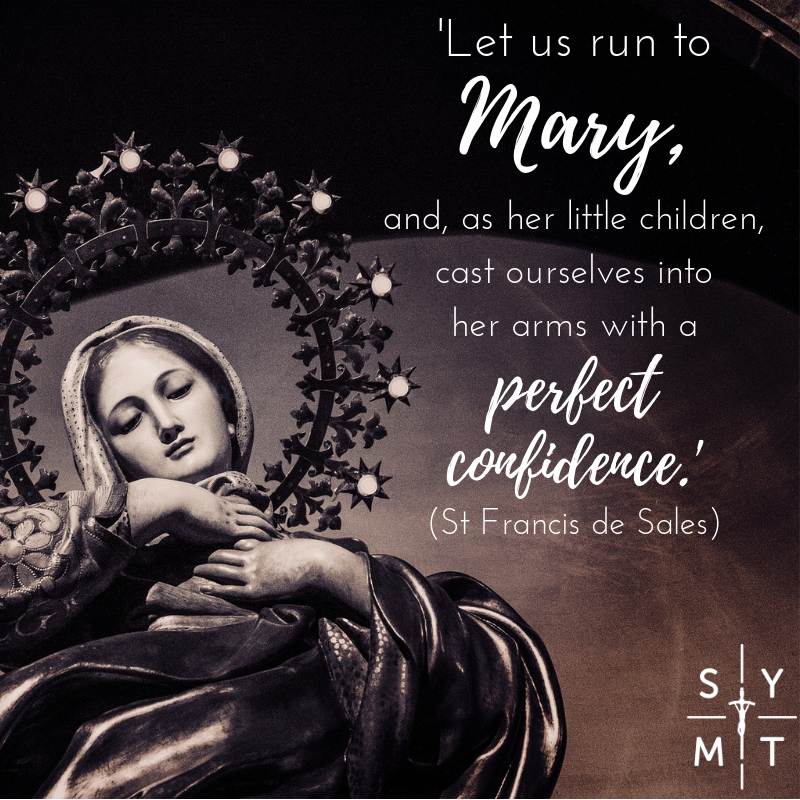 'Let us run to
Mary,
and, as her little children,
cast ourselves into
her arms with a
perfect
confidence.'
(St Francis de Sales)
S Y
M T